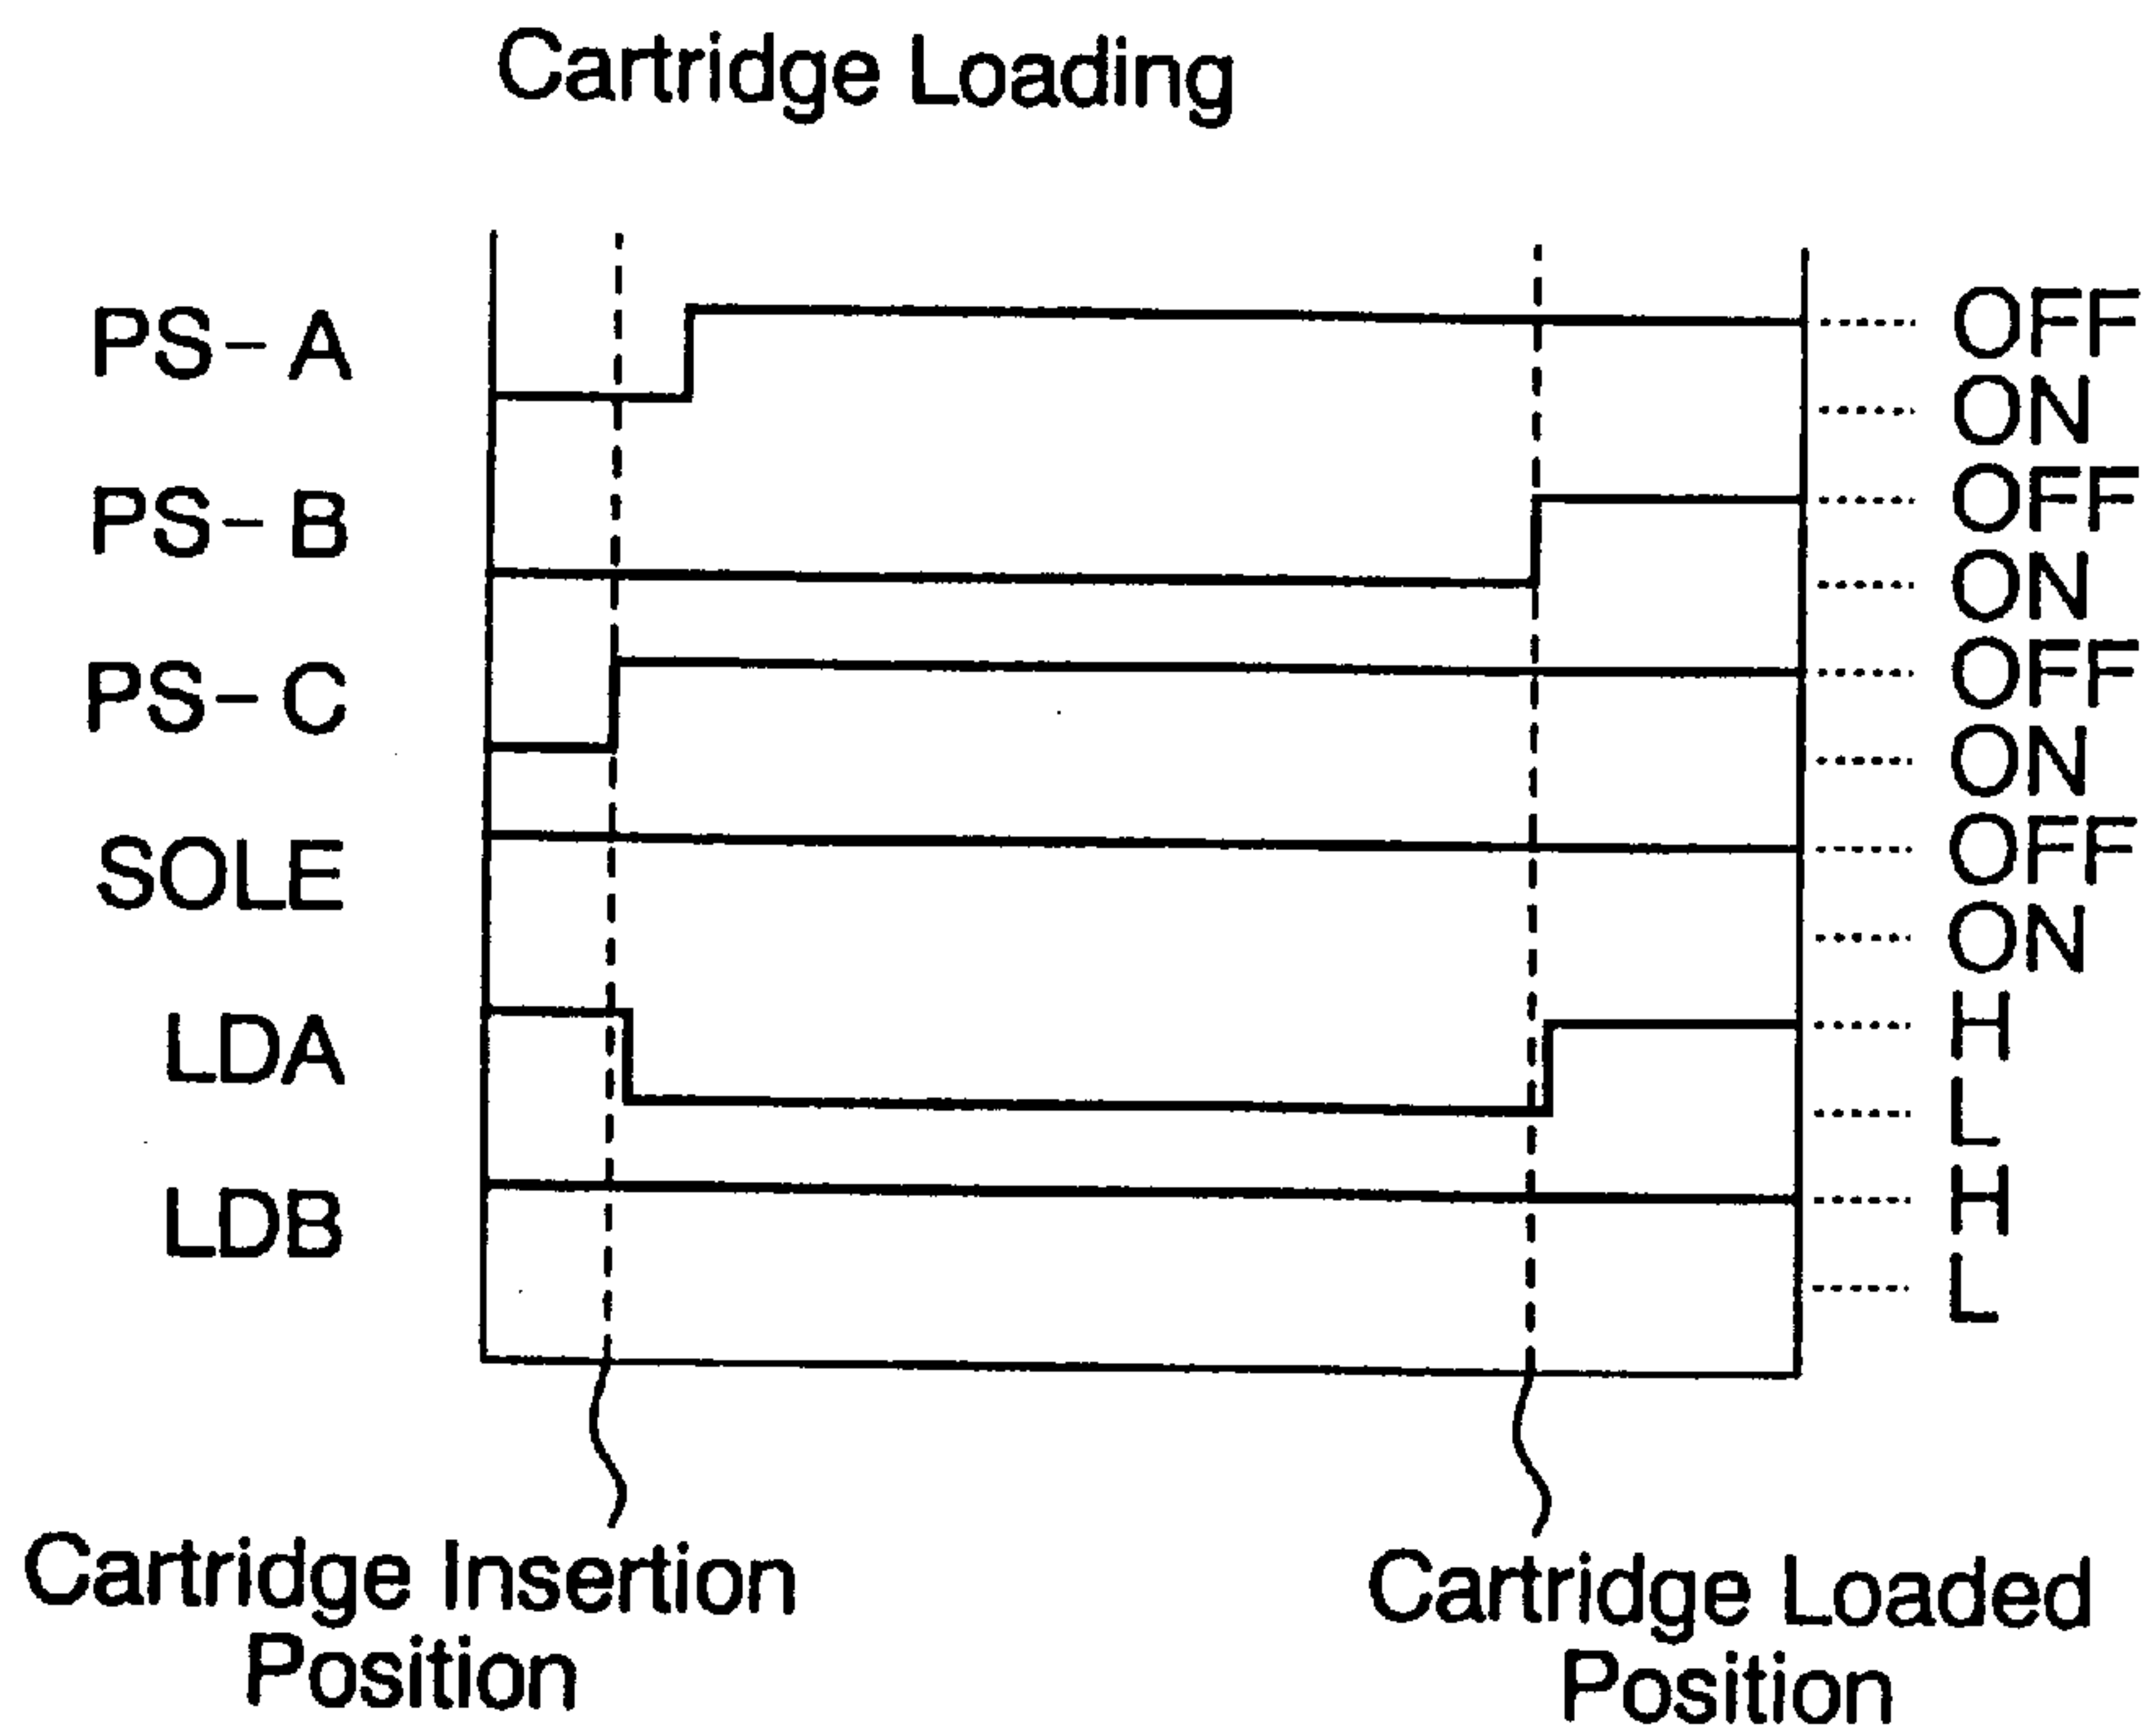 Cartridge Loading
PS-A
OFF
ON
PS-B
OFF
ON
PS-C
OFF
ON
SOLE
OFF
ON
LDA
H
L
LDB
H
L
Cartridge Insertion
Position
Cartridge Loaded
Position